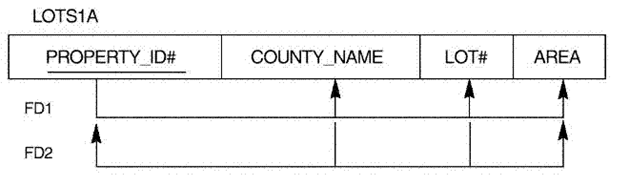 LOTS1A
PROPERTY_ID# COUNTY_NAME LOT# AREA
FD1
FD2